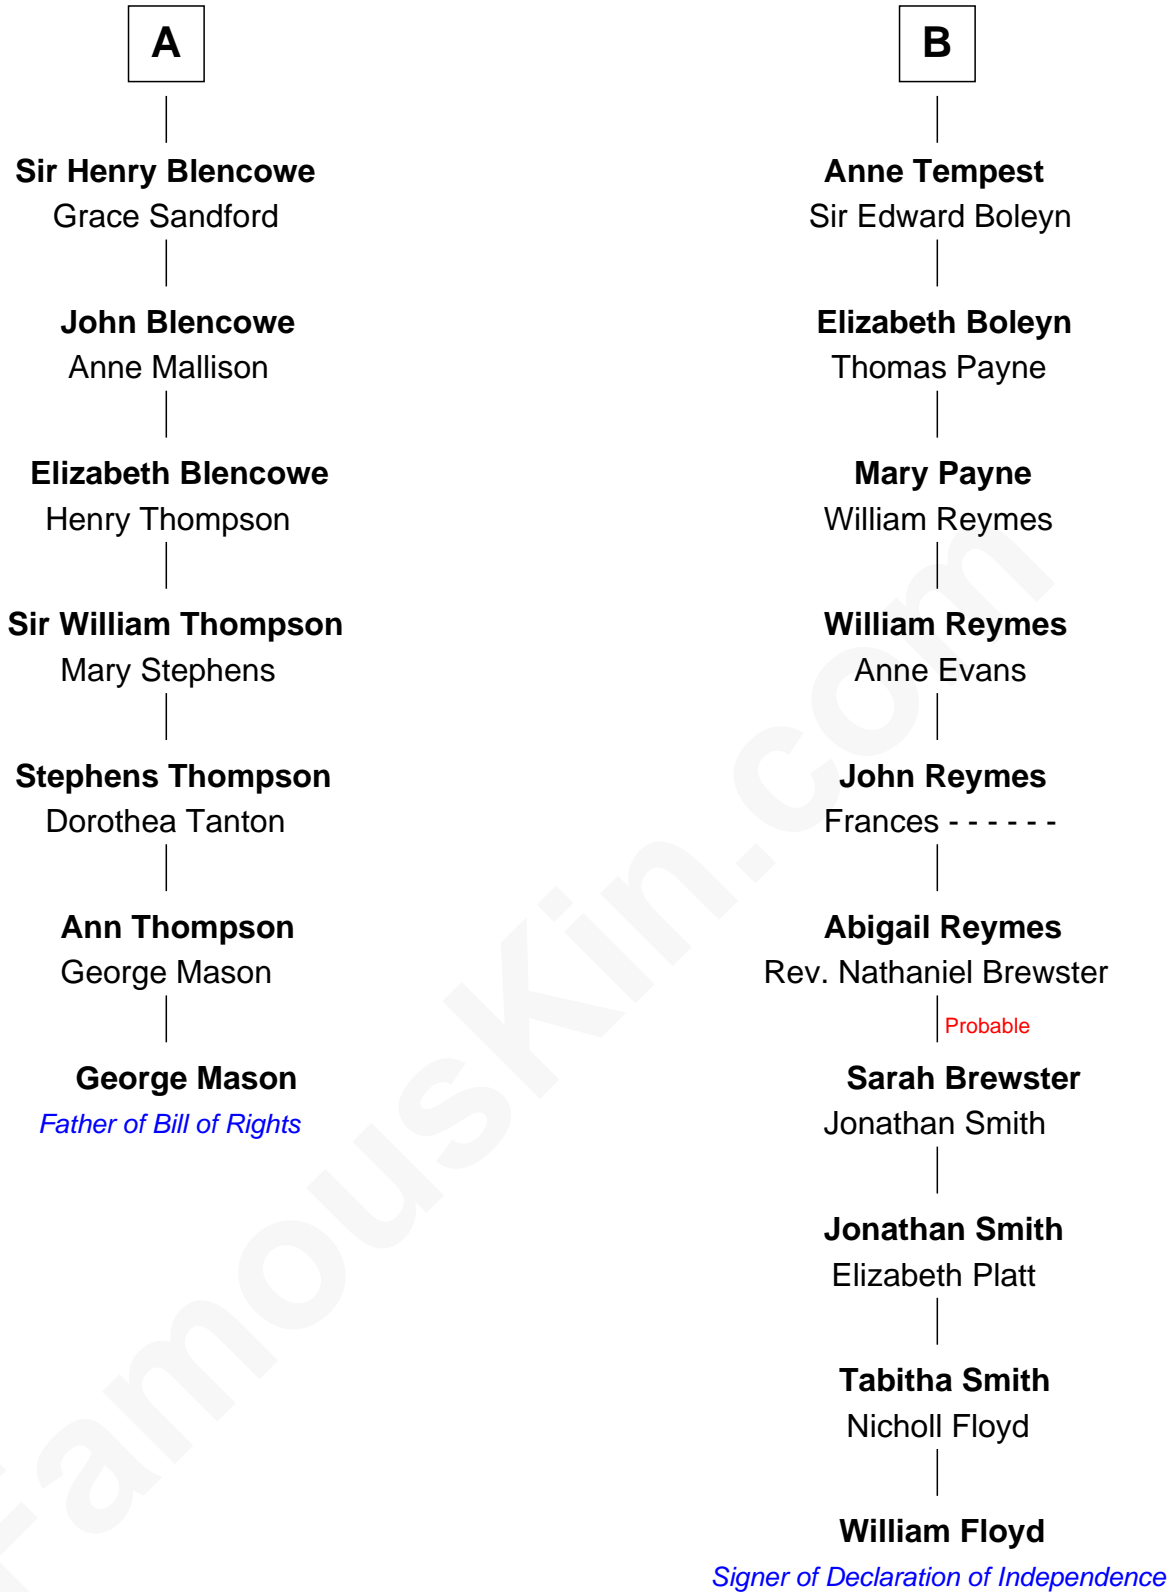 A
Sir Henry Blencowe
Grace Sandford
John Blencowe
Anne Mallison
Elizabeth Blencowe
Henry Thompson
Sir William Thompson
Mary Stephens
Stephens Thompson
Dorothea Tanton
Ann Thompson
George Mason
George Mason
Father of Bill of Rights
B
Anne Tempest
Sir Edward Boleyn
Elizabeth Boleyn
Thomas Payne
Mary Payne
William Reymes
William Reymes
Anne Evans
John Reymes
Frances - - - - - -
Abigail Reymes
Rev. Nathaniel Brewster
Probable
Sarah Brewster
Jonathan Smith
Jonathan Smith
Elizabeth Platt
Tabitha Smith
Nicholl Floyd
William Floyd
Signer of Declaration of Independence
FamousKin.com